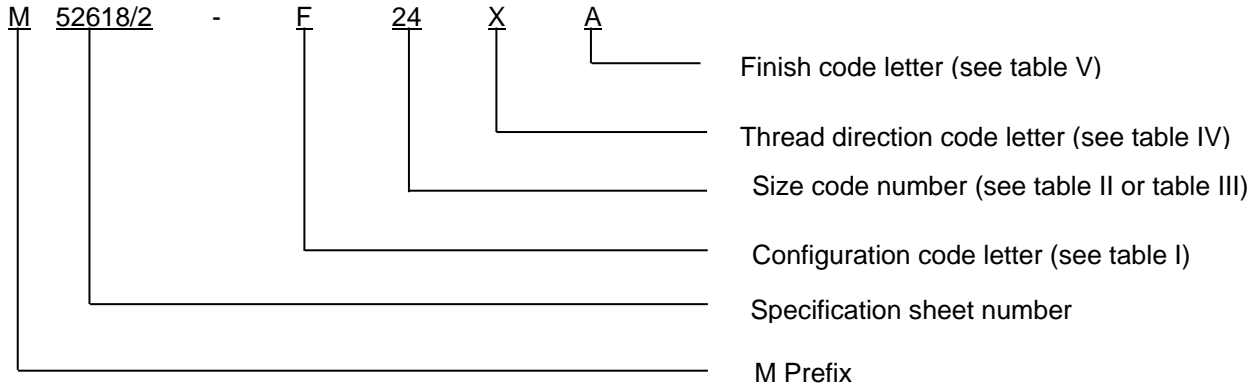 M 52618/2 - F 24 X A
Finish code letter (see table V)
Thread direction code letter (see table IV)
Size code number (see table II or table III)
Configuration code letter (see table I)
Specification sheet number
M Prefix